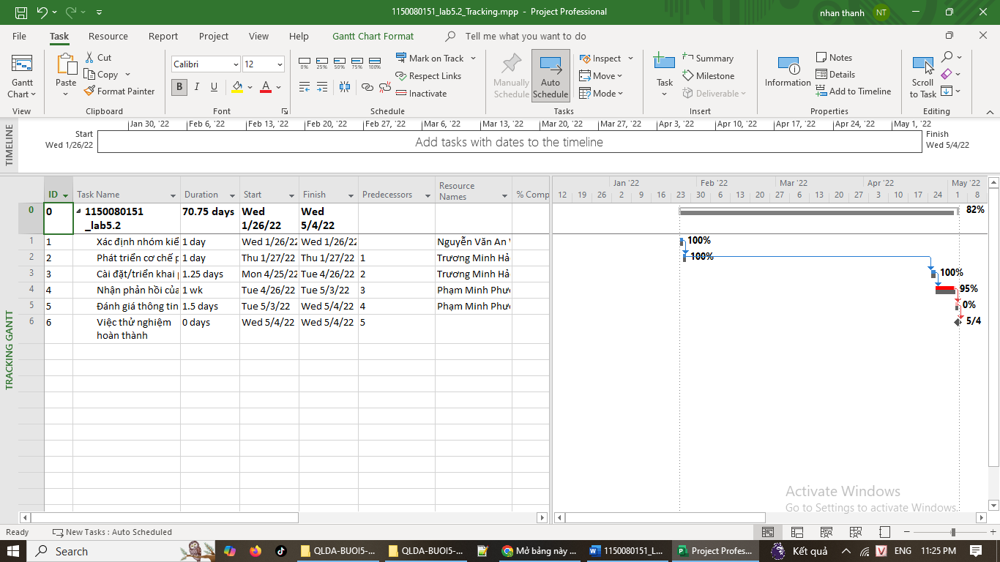 1150080151_lab5.2_Tracking.mpp - Project Professional
nhan thanh NT
File Task Resource Report Project View Help Gantt Chart Format Tell me what you want to do
Gantt Chart
View
Paste
Cut
Copy
Format Painter
Clipboard
Calibri 12
B I U A
Font
0% 25% 50% 75% 100%
Mark on Track
Respect Links
Inactivate
Schedule
Manually Schedule
Auto Schedule
Inspect
Move
Mode
Tasks
Task
Summary
Milestone
Deliverable
Insert
Information
Notes
Details
Add to Timeline
Properties
Scroll to Task
Editing
TIMELINE
Jan 30, '22 Feb 6, '22 Feb 13, '22 Feb 20, '22 Feb 27, '22 Mar 6, '22 Mar 13, '22 Mar 20, '22 Mar 27, '22 Apr 3, '22 Apr 10, '22 Apr 17, '22 Apr 24, '22 May 1, '22
Start
Wed 1/26/22
Add tasks with dates to the timeline
Finish
Wed 5/4/22
TRACKING GANTT
ID Task Name Duration Start Finish Predecessors Resource Names % Comp
Jan '22 Feb '22 Mar '22 Apr '22 May '22
12 19 26 2 9 16 23 30 6 13 20 27 6 13 20 27 3 10 17 24 1 8
0 0 1150080151_lab5.2 70.75 days Wed 1/26/22 Wed 5/4/22 82%
1 1 Xác định nhóm kiể 1 day Wed 1/26/22 Wed 1/26/22 Nguyễn Văn An 100%
2 2 Phát triển cơ chế p 1 day Thu 1/27/22 Thu 1/27/22 1 Trương Minh Hả 100%
3 3 Cài đặt/triển khai 1.25 days Mon 4/25/22 Tue 4/26/22 2 Trương Minh Hả 100%
4 4 Nhận phản hồi của 1 wk Tue 4/26/22 Tue 5/3/22 3 Phạm Minh Phư 95%
5 5 Đánh giá thông tin 1.5 days Tue 5/3/22 Wed 5/4/22 4 Phạm Minh Phư 0%
6 6 Việc thử nghiệm hoàn thành 0 days Wed 5/4/22 Wed 5/4/22 5 5/4
Activate Windows
Go to Settings to activate Windows.
Ready New Tasks : Auto Scheduled
Search QLDA-BUOI5-... QLDA-BUOI5-... Mở bảng này ... 1150080151_L... Project Profes... Kết quả V ENG 11:25 PM